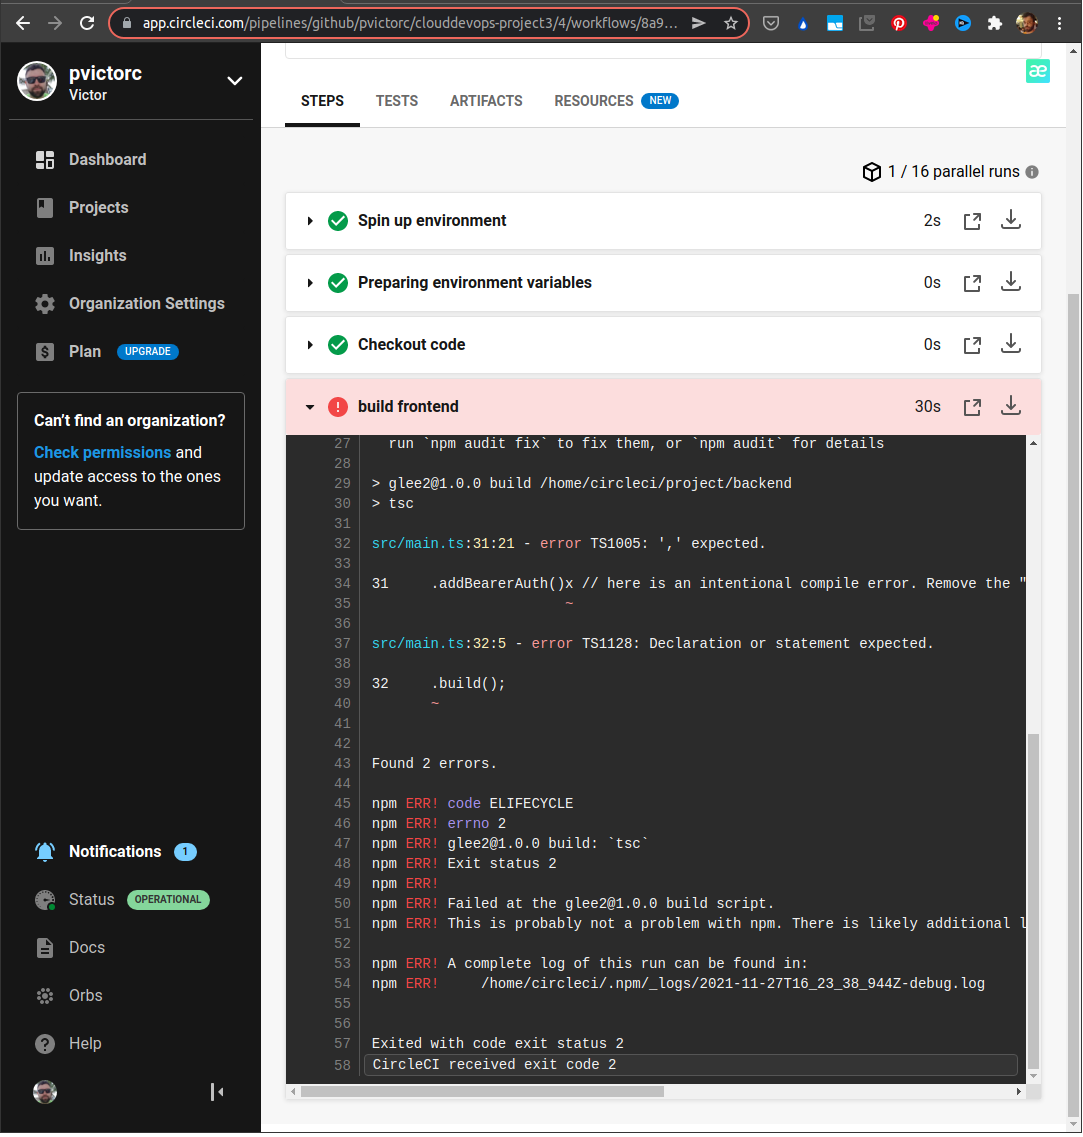 app.circleci.com/pipelines/github/pvictorc/clouddevops-project3/4/workflows/8a9...
pvictorc
Victor
Dashboard
Projects
Insights
Organization Settings
Plan UPGRADE
Can't find an organization?
Check permissions and
update access to the ones
you want.
Notifications 1
Status OPERATIONAL
Docs
Orbs
Help
æ
STEPS TESTS ARTIFACTS RESOURCES NEW
1 / 16 parallel runs
Spin up environment 2s
Preparing environment variables 0s
Checkout code 0s
build frontend 30s
27 run `npm audit fix` to fix them, or `npm audit` for details
28
29 > glee2@1.0.0 build /home/circleci/project/backend
30 > tsc
31
32 src/main.ts:31:21 - error TS1005: ',' expected.
33
34 31 .addBearerAuth()x // here is an intentional compile error. Remove the "
35 ~
36
37 src/main.ts:32:5 - error TS1128: Declaration or statement expected.
38
39 32 .build();
40 ~
41
42
43 Found 2 errors.
44
45 npm ERR! code ELIFECYCLE
46 npm ERR! errno 2
47 npm ERR! glee2@1.0.0 build: `tsc`
48 npm ERR! Exit status 2
49 npm ERR!
50 npm ERR! Failed at the glee2@1.0.0 build script.
51 npm ERR! This is probably not a problem with npm. There is likely additional l
52
53 npm ERR! A complete log of this run can be found in:
54 npm ERR! /home/circleci/.npm/_logs/2021-11-27T16_23_38_944Z-debug.log
55
56
57 Exited with code exit status 2
58 CircleCI received exit code 2